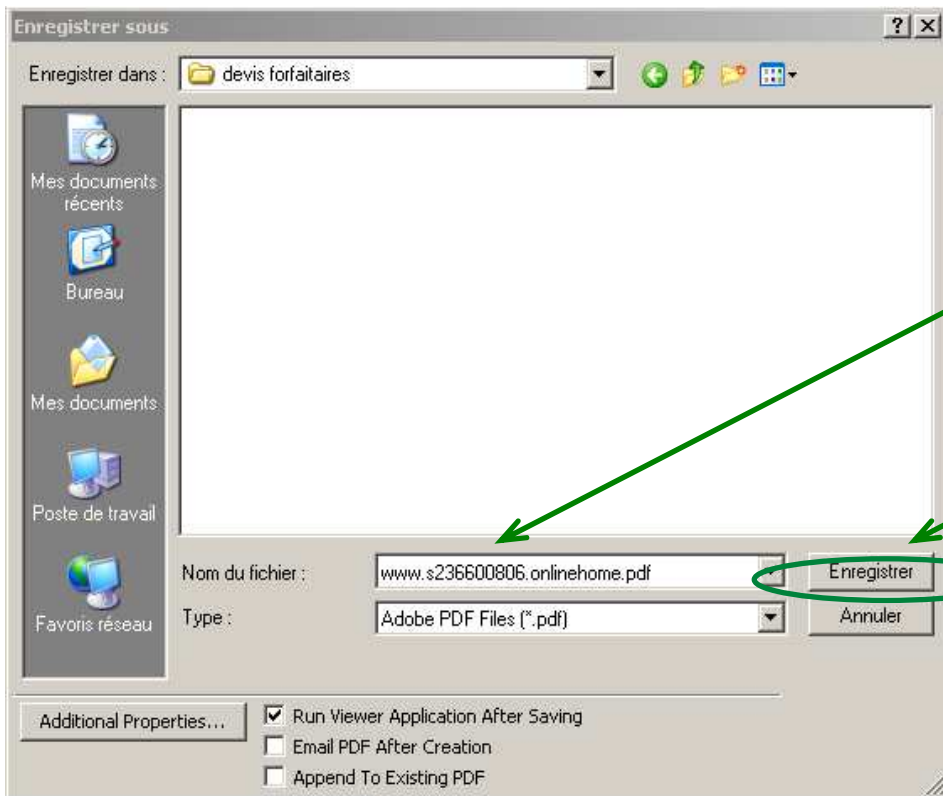 Enregistrer sous
Enregistrer dans :
devis forfaitaires
Mes documents
récents
Bureau
Mes documents
Poste de travail
Favoris réseau
Nom du fichier :
www.s236600806.onlinehome.pdf
Enregistrer
Type :
Adobe PDF Files (*.pdf)
Annuler
Additional Properties...
Run Viewer Application After Saving
Email PDF After Creation
Append To Existing PDF